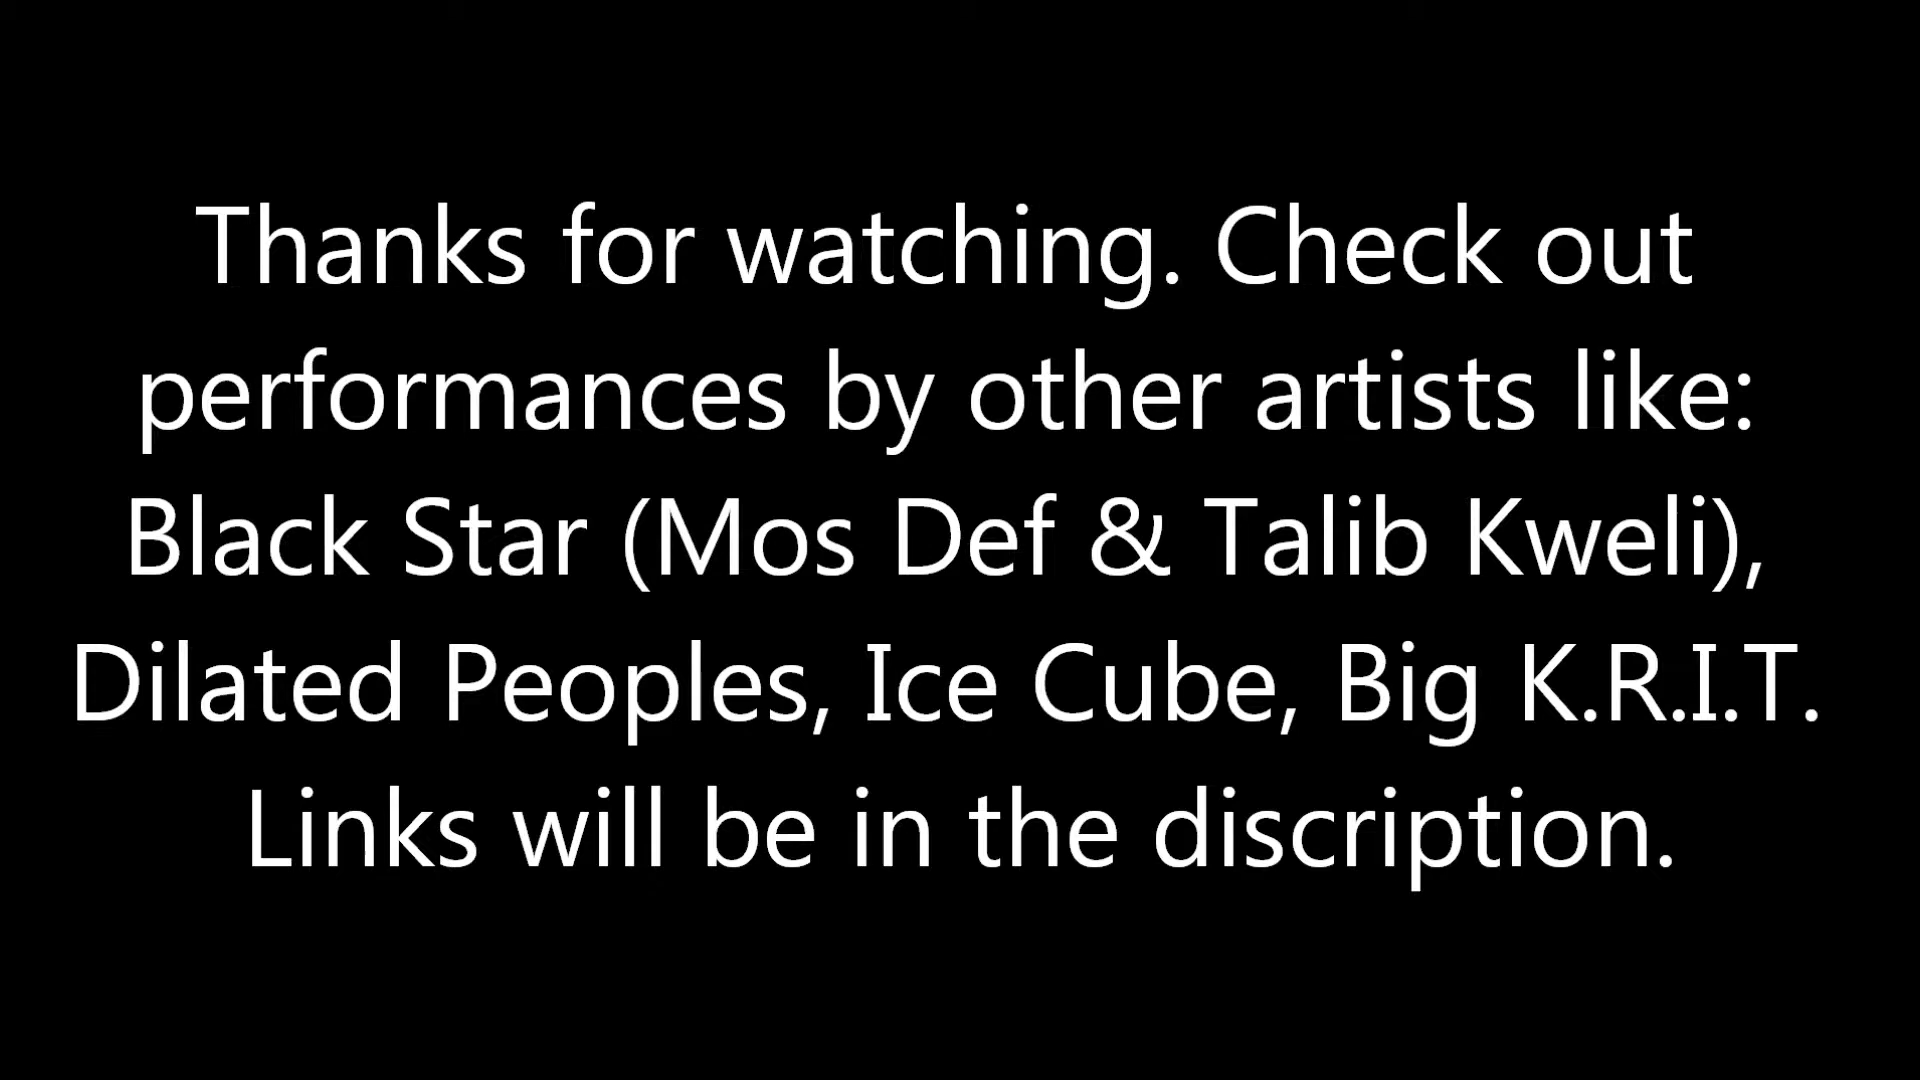 Thanks for watching. Check out
performances by other artists like:
Black Star (Mos Def & Talib Kweli),
Dilated Peoples, Ice Cube, Big K.R.I.T.
Links will be in the discription.